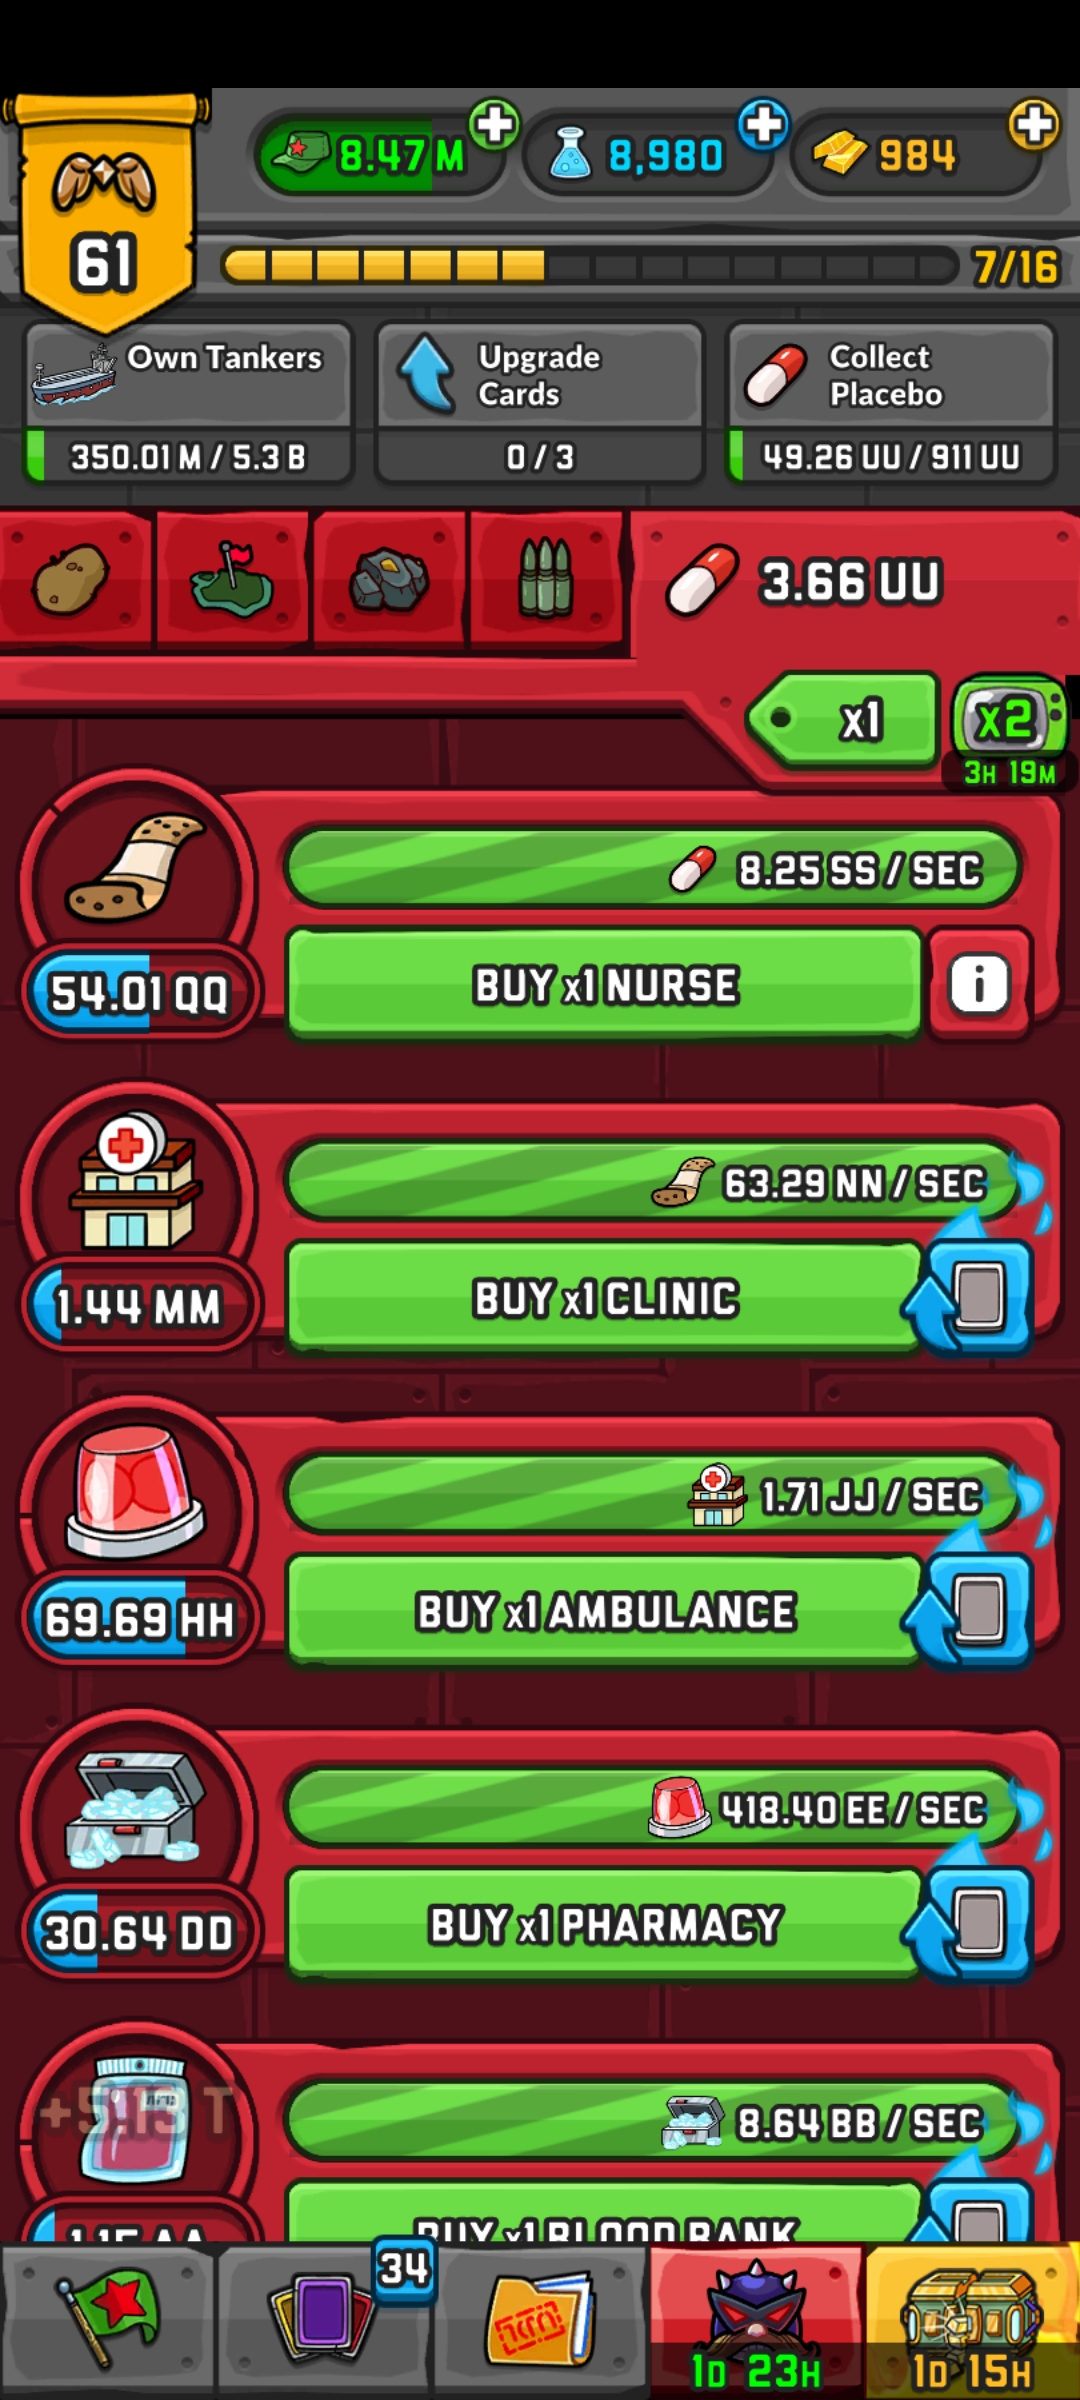 8.47 M
8,980
984
61
7/16
Own Tankers
350.01 M / 5.3 B
Upgrade
Cards
0 / 3
Collect
Placebo
49.26 UU / 911 UU
3.66 UU
x1
x2
3H 19M
8.25 SS / SEC
54.01 QQ
BUY x1 NURSE
i
63.29 NN / SEC
1.44 MM
BUY x1 CLINIC
1.71 JJ / SEC
69.69 HH
BUY x1 AMBULANCE
418.40 EE / SEC
30.64 DD
BUY x1 PHARMACY
+5.13 T
8.64 BB / SEC
BUY x1 BLOOD BANK
34
1D 23H
1D 15H